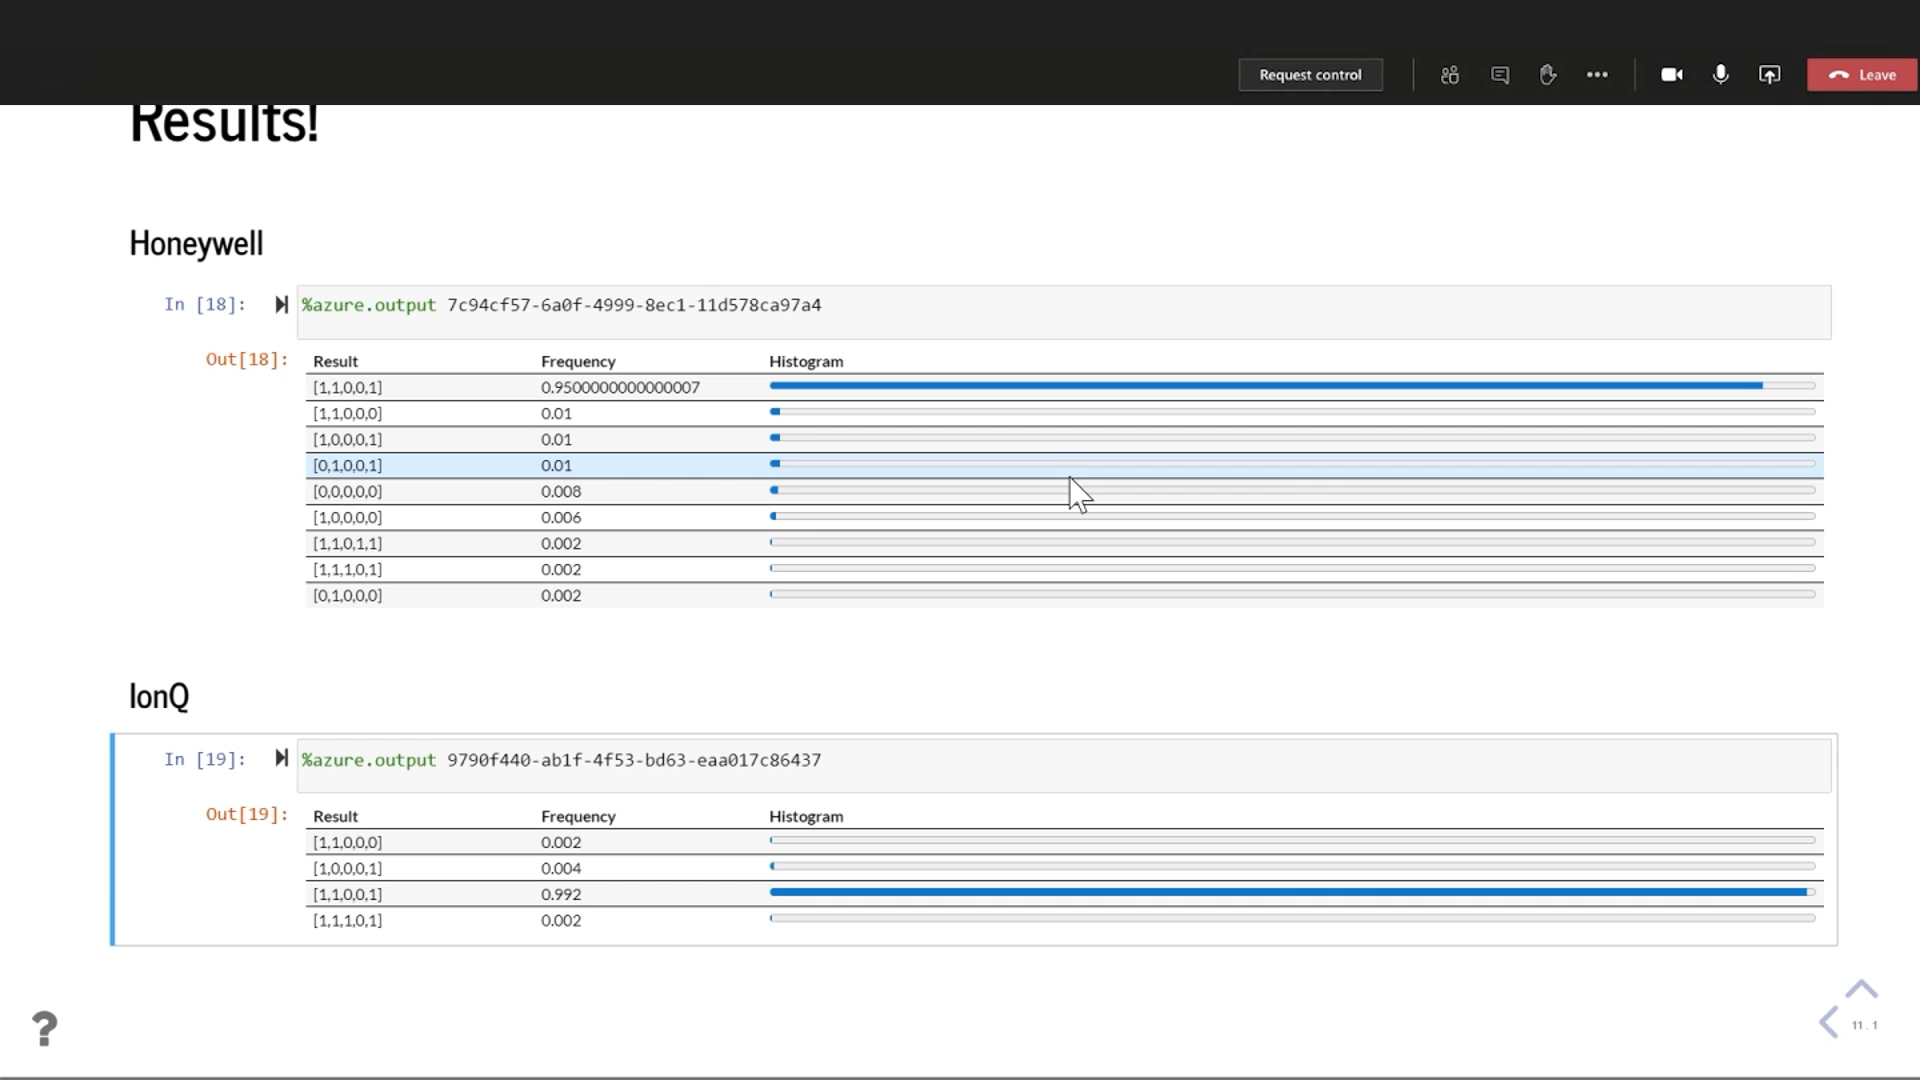 Request control
Leave
Results!
Honeywell
In [18]: %azure.output 7c94cf57-6a0f-4999-8ec1-11d578ca97a4
Out[18]: Result Frequency Histogram
[1,1,0,0,1] 0.9500000000000007
[1,1,0,0,0] 0.01
[1,0,0,0,1] 0.01
[0,1,0,0,1] 0.01
[0,0,0,0,0] 0.008
[1,0,0,0,0] 0.006
[1,1,0,1,1] 0.002
[1,1,1,0,1] 0.002
[0,1,0,0,0] 0.002
IonQ
In [19]: %azure.output 9790f440-ab1f-4f53-bd63-eaa017c86437
Out[19]: Result Frequency Histogram
[1,1,0,0,0] 0.002
[1,0,0,0,1] 0.004
[1,1,0,0,1] 0.992
[1,1,1,0,1] 0.002
?
11.1